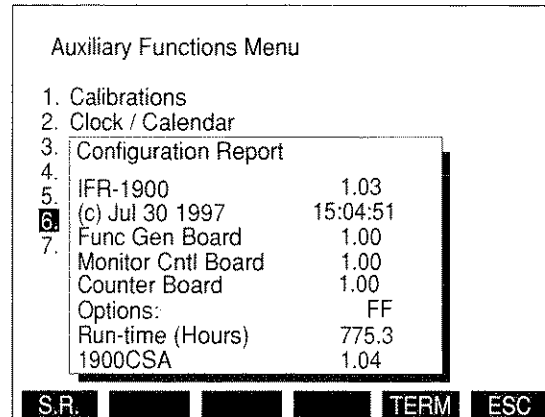 Auxiliary Functions Menu
1. Calibrations
2. Clock / Calendar
3.
4.
5.
6.
7.
Configuration Report
IFR-1900 1.03
(c) Jul 30 1997 15:04:51
Func Gen Board 1.00
Monitor Cntl Board 1.00
Counter Board 1.00
Options: FF
Run-time (Hours) 775.3
1900CSA 1.04
S.R. TERM ESC